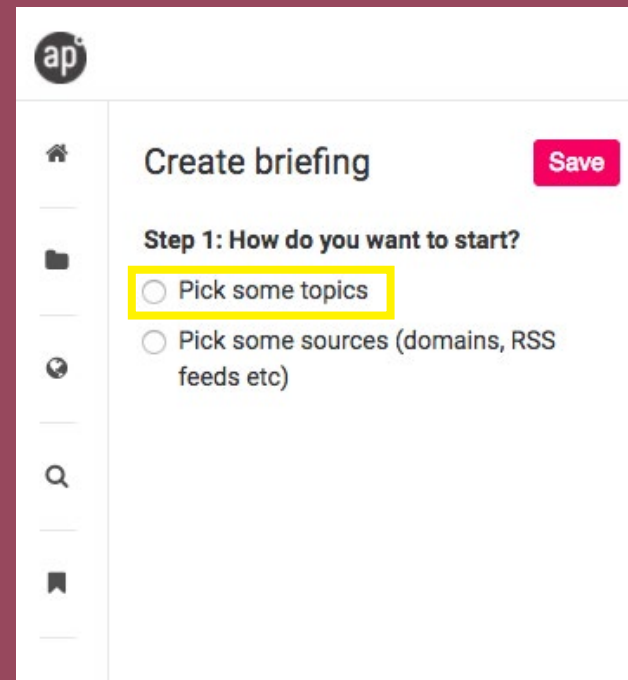 ap
Create briefing
Save
Step 1: How do you want to start?
Pick some topics
Pick some sources (domains, RSS
feeds etc)